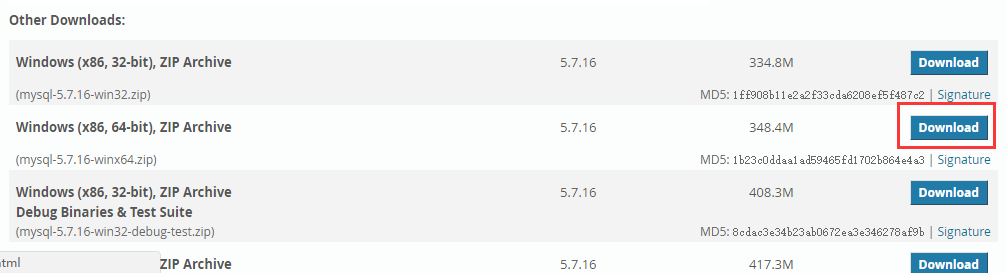 Other Downloads:
Windows (x86, 32-bit), ZIP Archive 5.7.16 334.8M Download
(mysql-5.7.16-win32.zip) MD5: 1ff908b11e2a2f33cda6208ef5f487c2 | Signature
Windows (x86, 64-bit), ZIP Archive 5.7.16 348.4M Download
(mysql-5.7.16-winx64.zip) MD5: 1b23c0ddaa1ad59465fd1702b864e4a3 | Signature
Windows (x86, 32-bit), ZIP Archive 5.7.16 408.3M Download
Debug Binaries & Test Suite
(mysql-5.7.16-win32-debug-test.zip) MD5: 8cdac3e34b23ab0672ea3e346278af9b | Signature
html ZIP Archive 5.7.16 417.3M Download